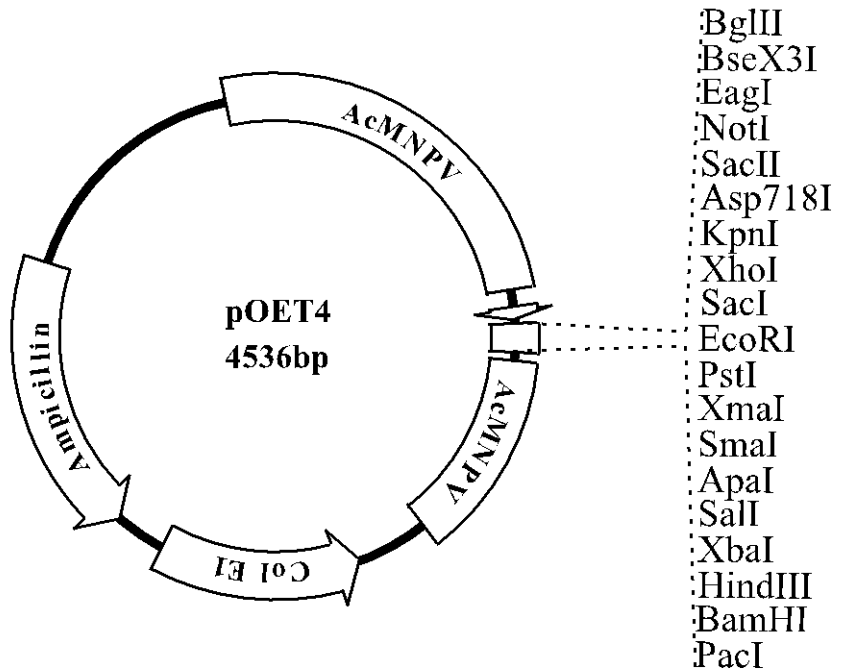 AcMNPV
pOET4
4536bp
Ampicillin
Col E1
AcMNPV
BglII
BseX3I
EagI
NotI
SacII
Asp718I
KpnI
XhoI
SacI
EcoRI
PstI
XmaI
SmaI
ApaI
SalI
XbaI
HindIII
BamHI
PacI